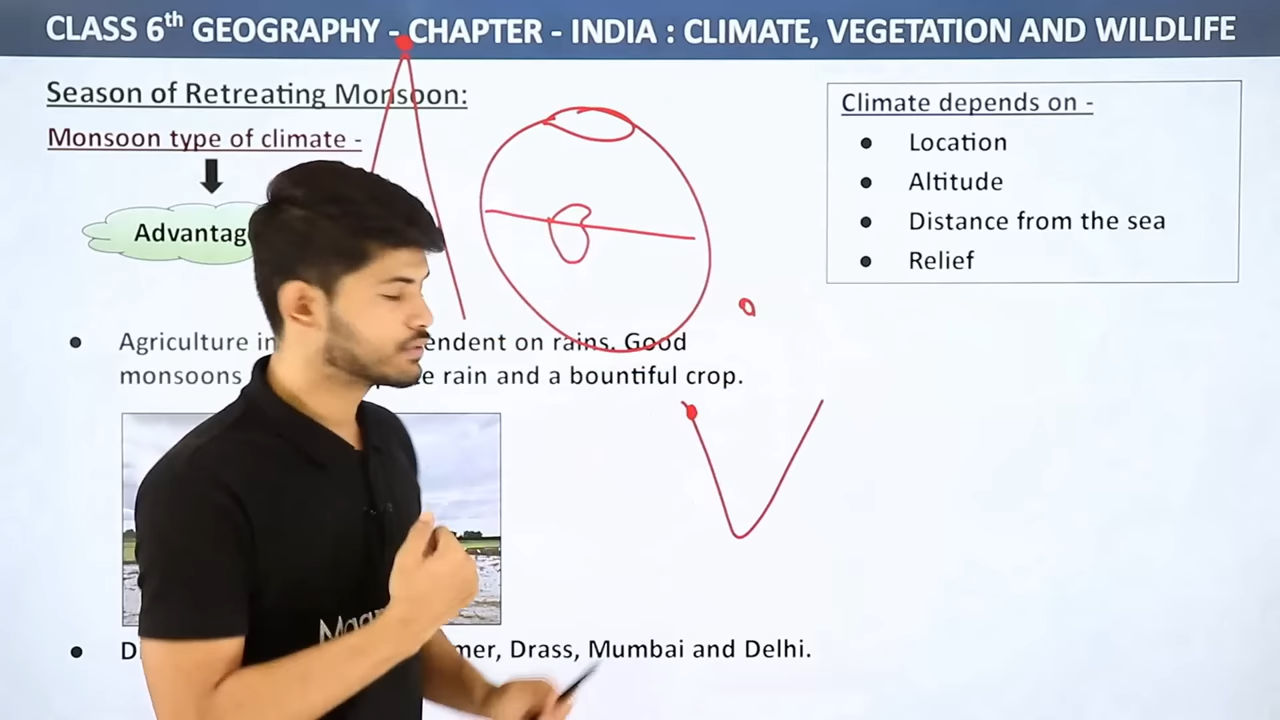 CLASS 6th GEOGRAPHY - CHAPTER - INDIA : CLIMATE, VEGETATION AND WILDLIFE
Season of Retreating Monsoon:
Monsoon type of climate -
Advantag
Agriculture in endent on rains. Good
monsoons e rain and a bountiful crop.
D mer, Drass, Mumbai and Delhi.
Climate depends on -
● Location
● Altitude
● Distance from the sea
● Relief